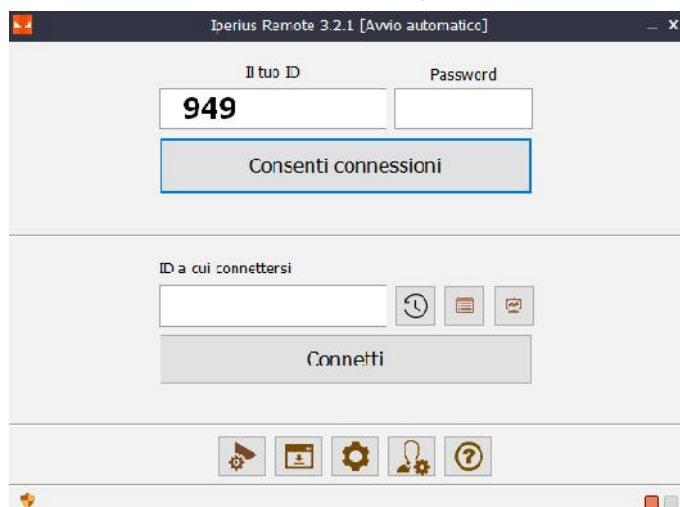 Iperius Remote 3.2.1 [Avvio automatico]
Il tuo ID Password
949
Consenti connessioni
ID a cui connettersi
Connetti